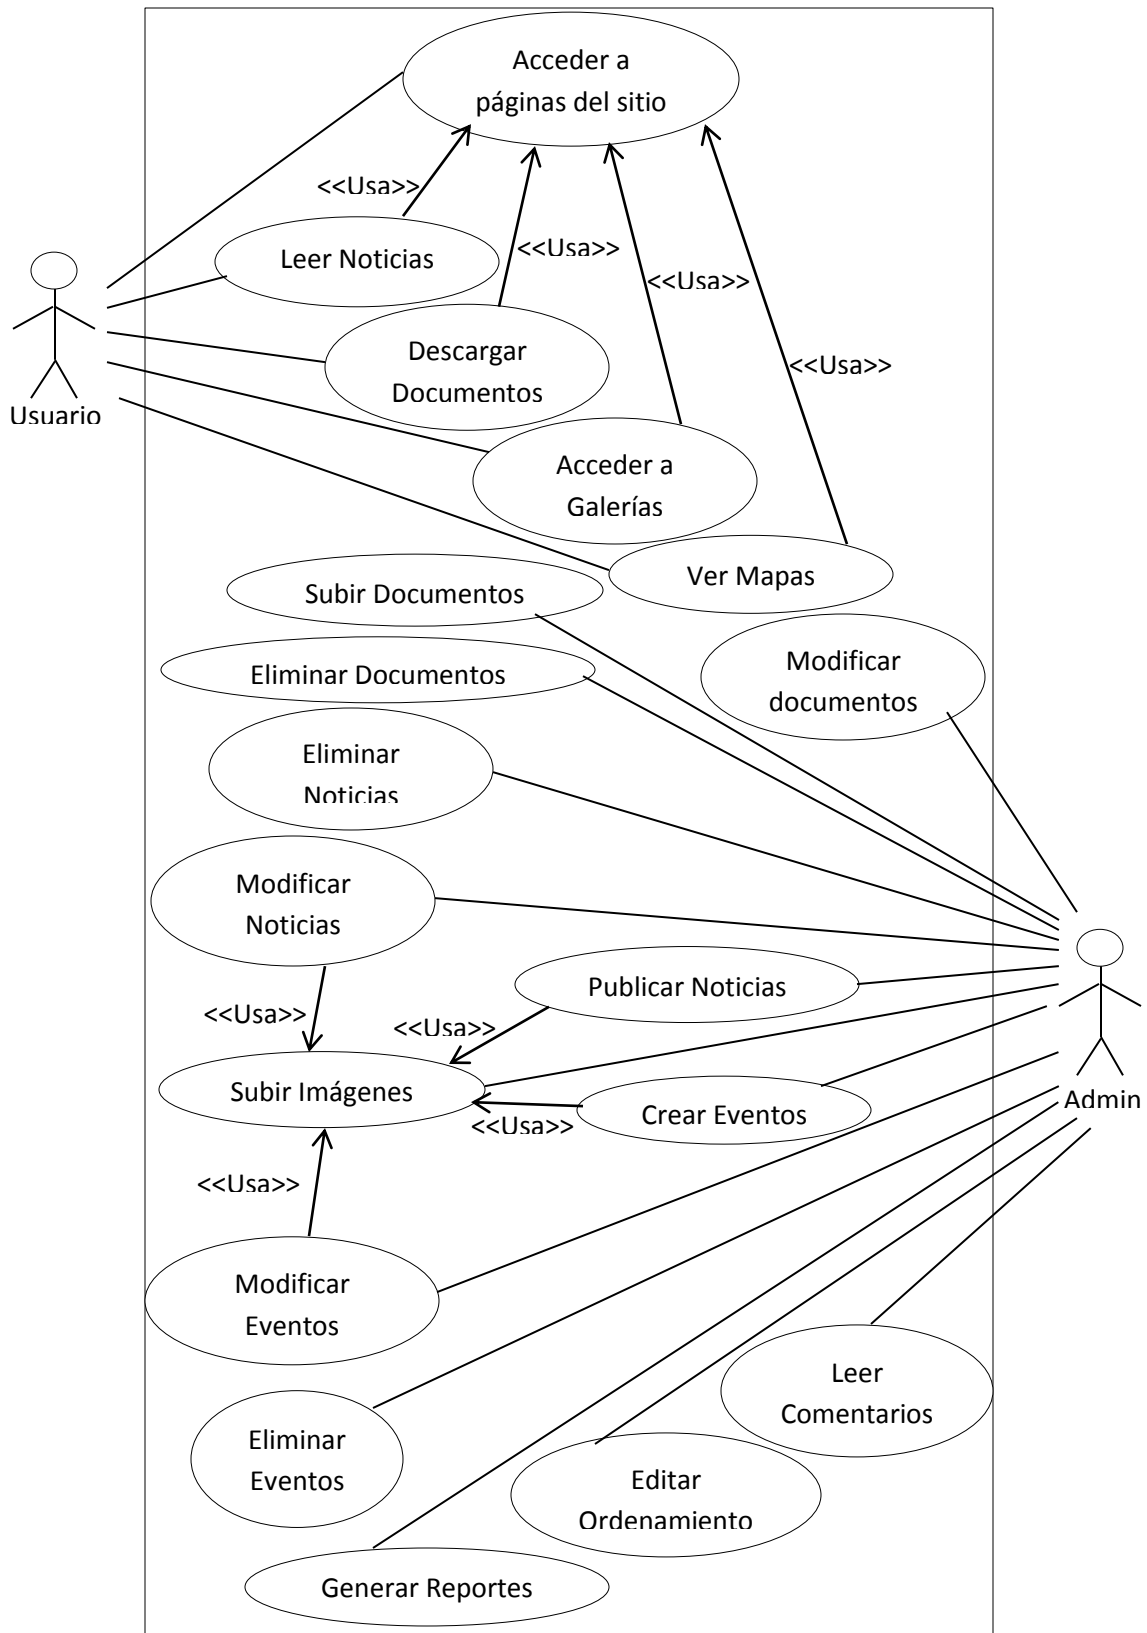 Acceder a
páginas del sitio
<<Usa>>
Leer Noticias
<<Usa>>
<<Usa>>
Descargar
Documentos
<<Usa>>
Usuario
Acceder a
Galerías
Ver Mapas
Subir Documentos
Eliminar Documentos
Modificar
documentos
Eliminar
Noticias
Modificar
Noticias
Publicar Noticias
<<Usa>>
<<Usa>>
Subir Imágenes
Crear Eventos
<<Usa>>
Admin
<<Usa>>
Modificar
Eventos
Leer
Comentarios
Eliminar
Eventos
Editar
Ordenamiento
Generar Reportes